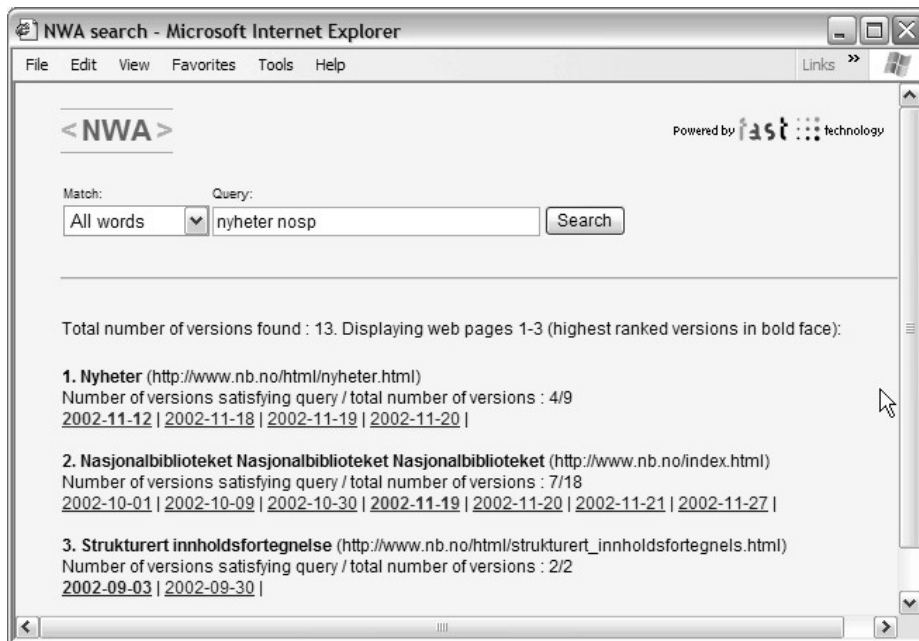 NWA search - Microsoft Internet Explorer
File Edit View Favorites Tools Help Links »
<NWA>
Powered by fast technology
Match: Query:
All words nyheter nosp Search
Total number of versions found : 13. Displaying web pages 1-3 (highest ranked versions in bold face):
1. Nyheter (http://www.nb.no/html/nyheter.html)
Number of versions satisfying query / total number of versions : 4/9
2002-11-12 | 2002-11-18 | 2002-11-19 | 2002-11-20 |
2. Nasjonalbiblioteket Nasjonalbiblioteket Nasjonalbiblioteket (http://www.nb.no/index.html)
Number of versions satisfying query / total number of versions : 7/18
2002-10-01 | 2002-10-09 | 2002-10-30 | 2002-11-19 | 2002-11-20 | 2002-11-21 | 2002-11-27 |
3. Strukturert innholdsfortegnelse (http://www.nb.no/html/strukturert_innholdsfortegnels.html)
Number of versions satisfying query / total number of versions : 2/2
2002-09-03 | 2002-09-30 |